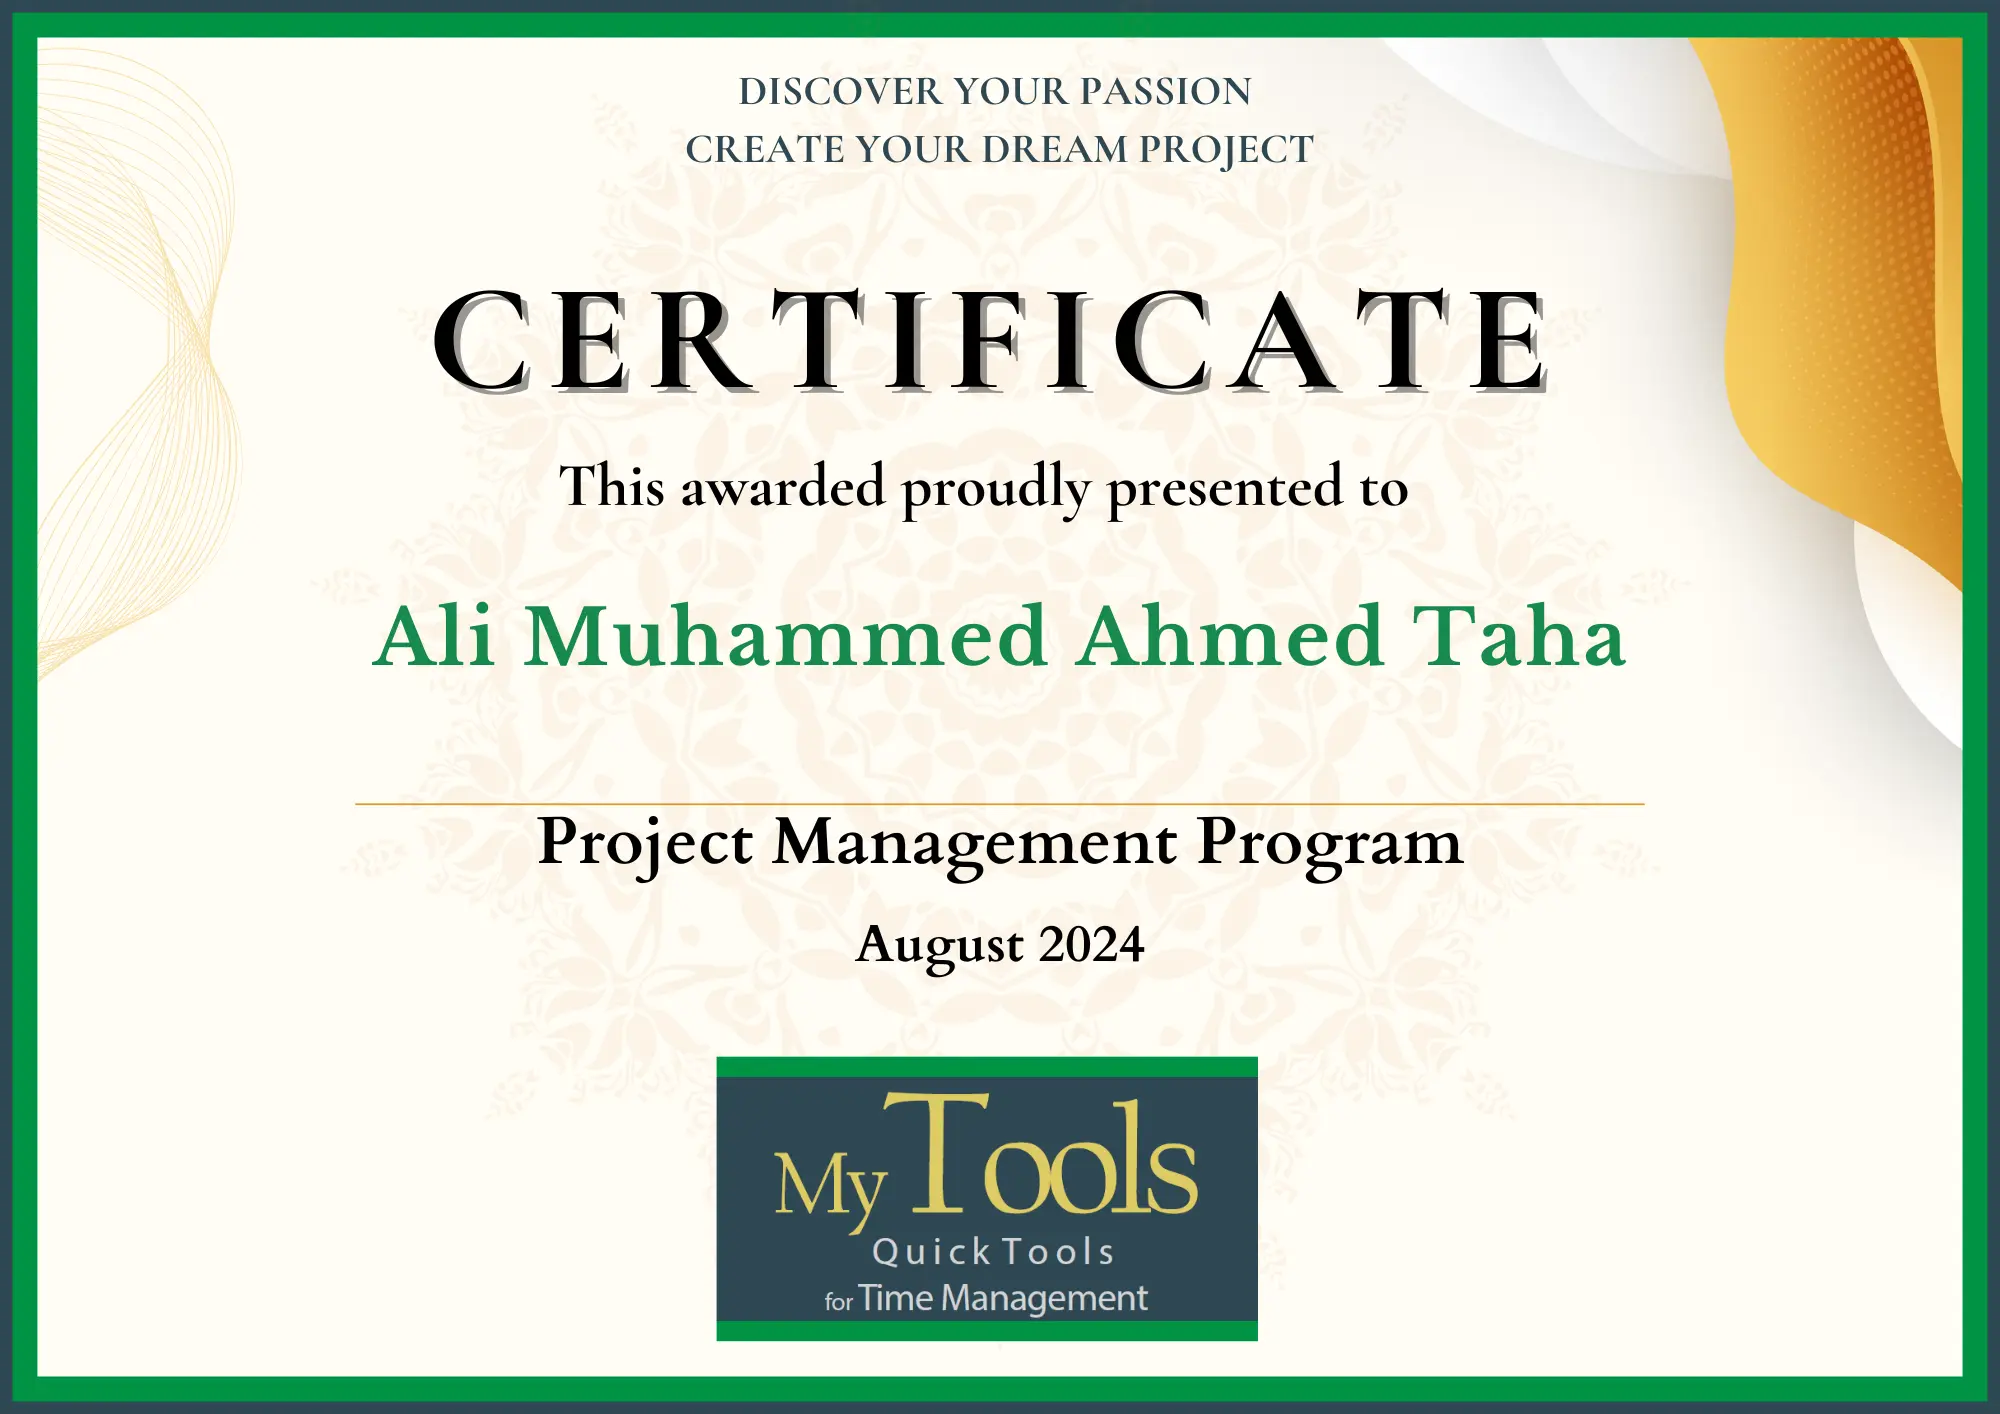 DISCOVER YOUR PASSION
CREATE YOUR DREAM PROJECT
CERTIFICATE
This awarded proudly presented to
Ali Muhammed Ahmed Taha
Project Management Program
August 2024
My Tools
Quick Tools
for Time Management